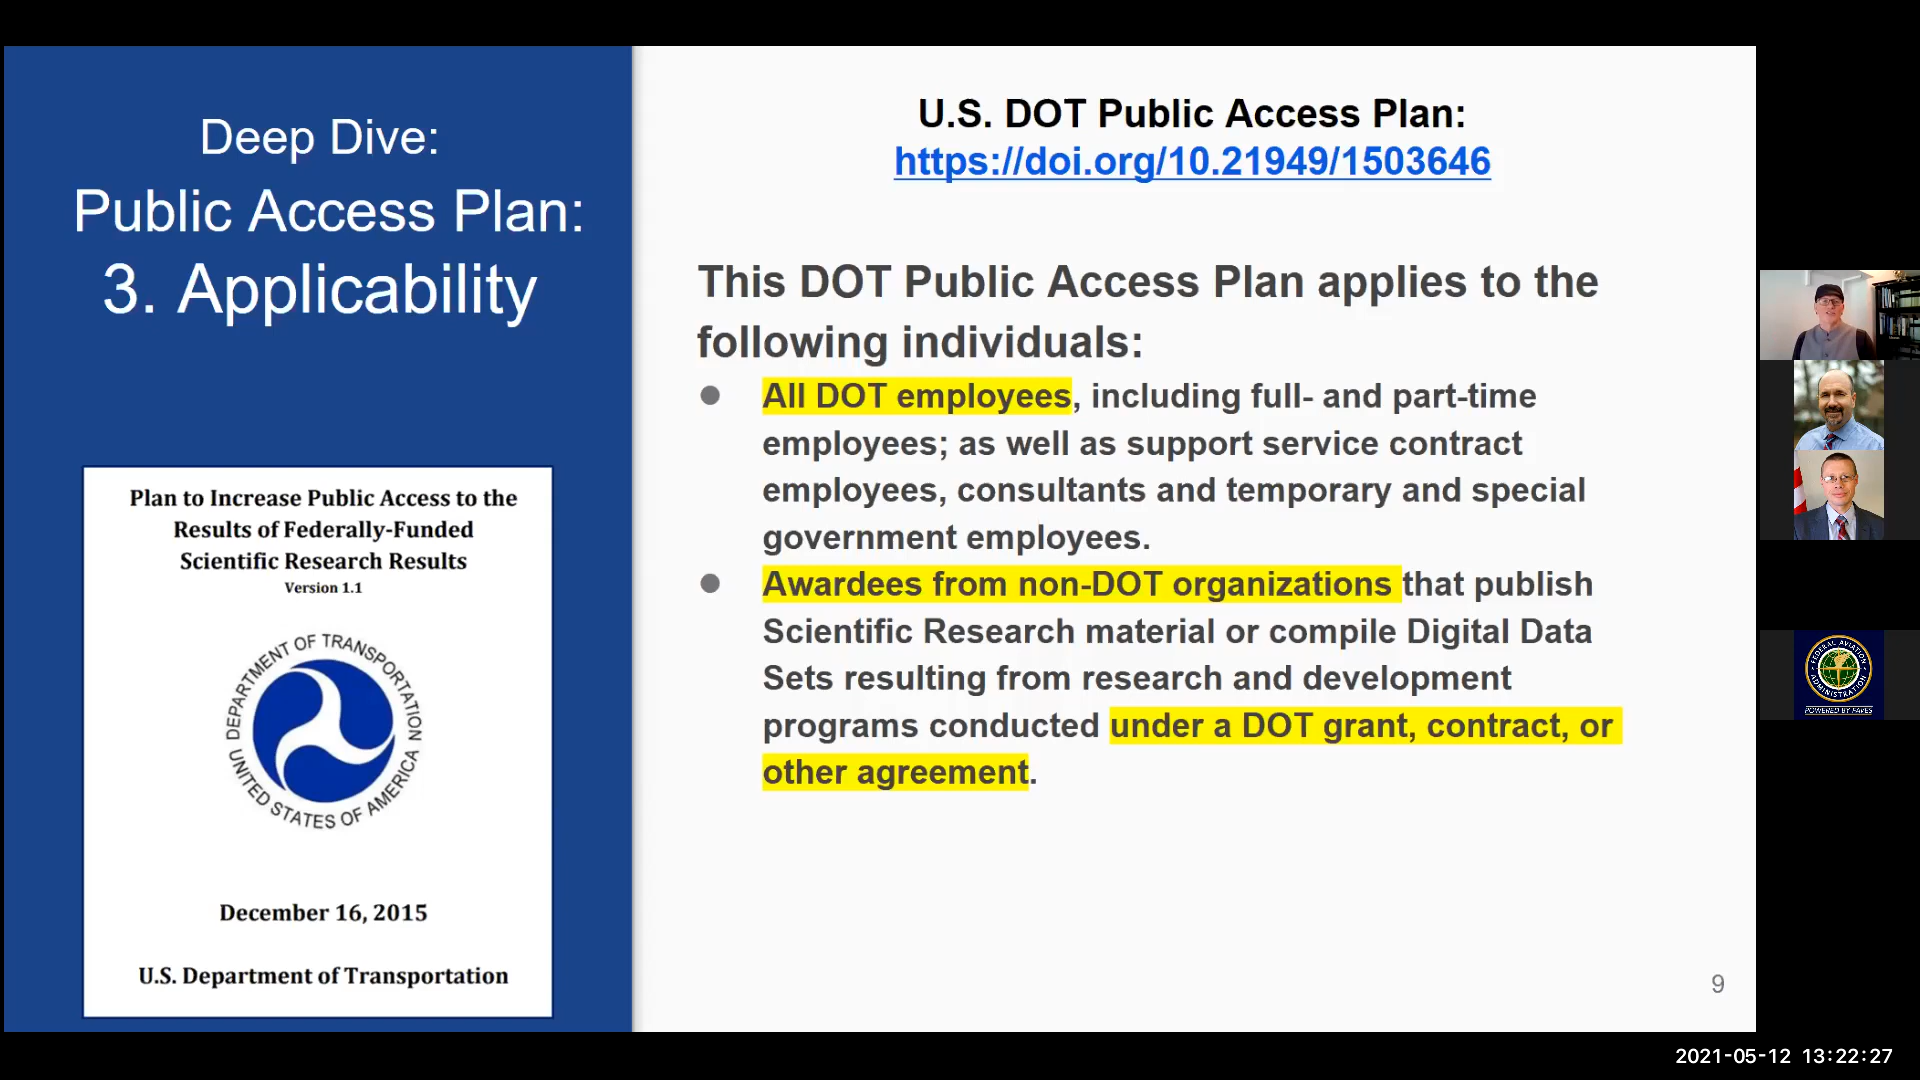 Deep Dive:
Public Access Plan:
3. Applicability
Plan to Increase Public Access to the
Results of Federally-Funded
Scientific Research Results
Version 1.1
DEPARTMENT OF TRANSPORTATION
UNITED STATES OF AMERICA
December 16, 2015
U.S. Department of Transportation
U.S. DOT Public Access Plan:
https://doi.org/10.21949/1503646
This DOT Public Access Plan applies to the
following individuals:
● All DOT employees, including full- and part-time
employees; as well as support service contract
employees, consultants and temporary and special
government employees.
● Awardees from non-DOT organizations that publish
Scientific Research material or compile Digital Data
Sets resulting from research and development
programs conducted under a DOT grant, contract, or
other agreement.
9
FEDERAL AVIATION
ADMINISTRATION
POWERED BY PARES
2021-05-12 13:22:27